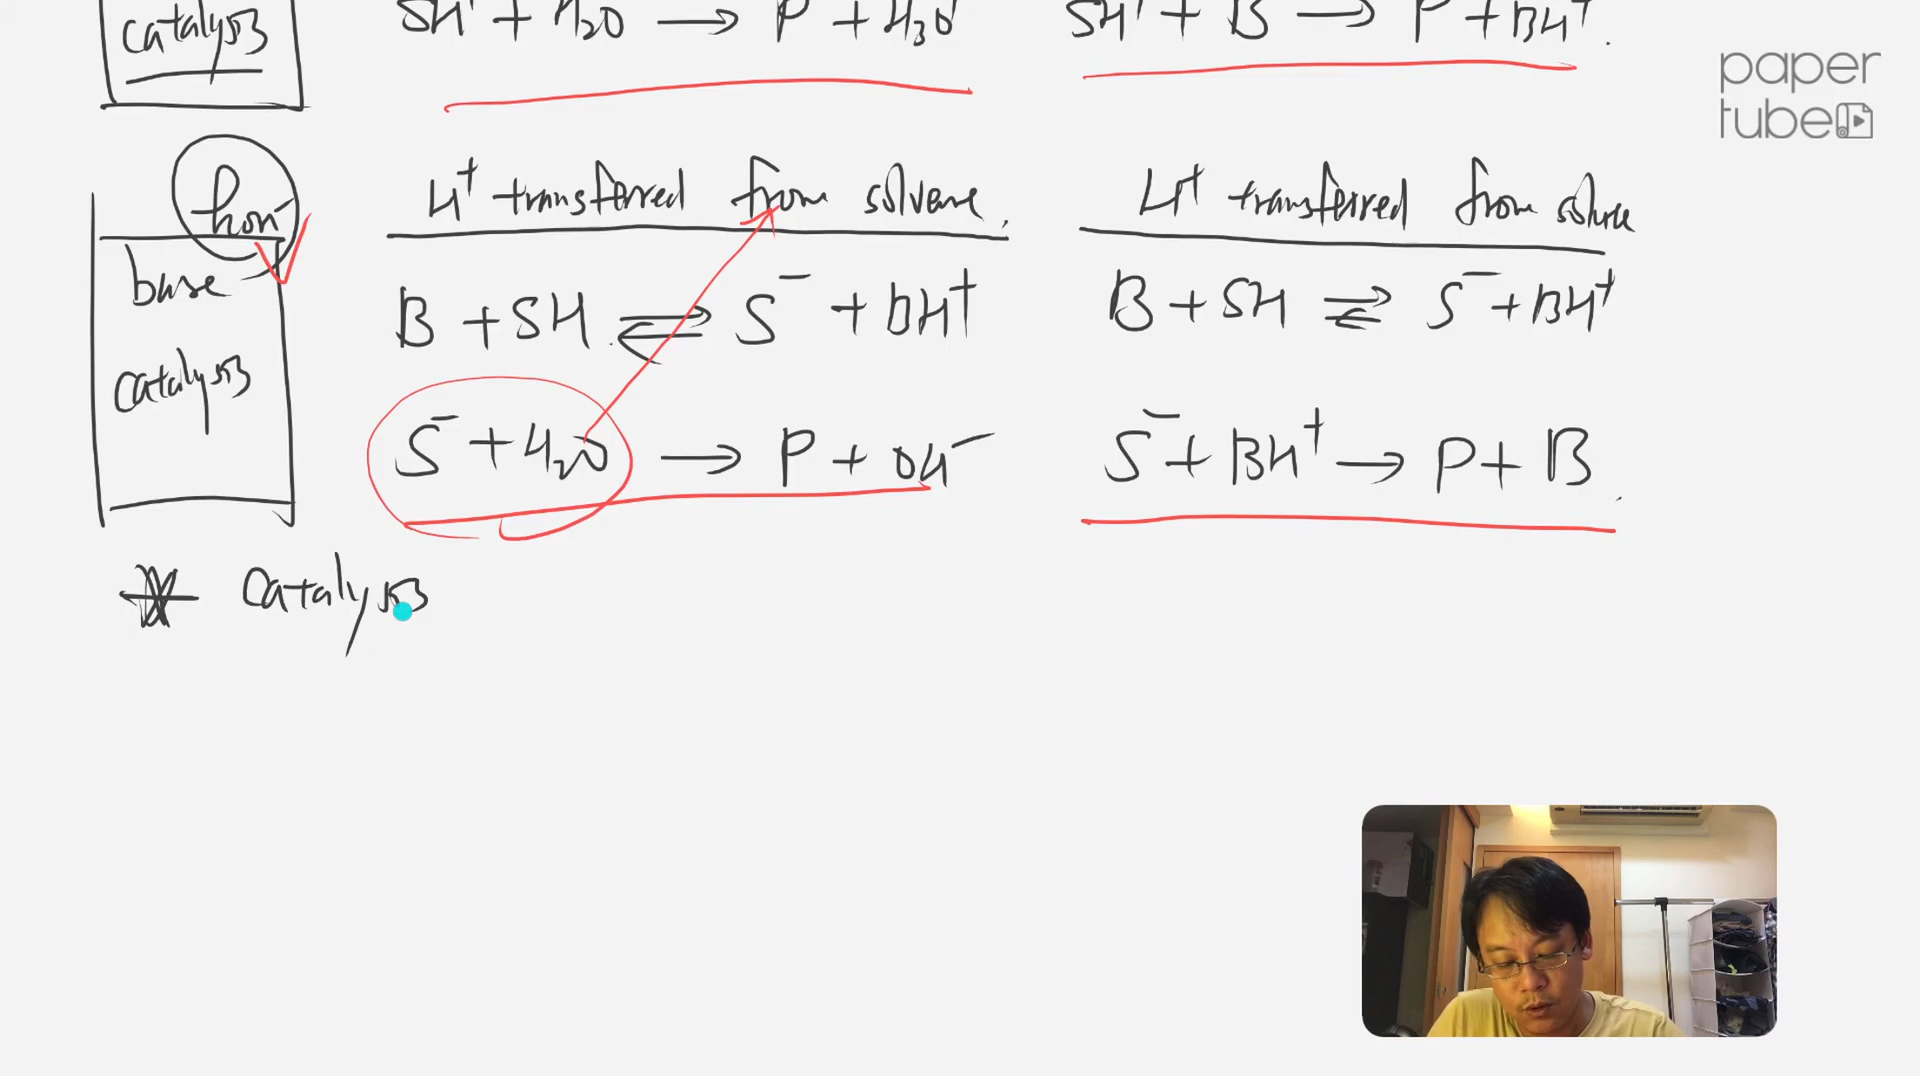 catalysis
SH⁺ + H₂O → P + H₃O⁺
SH⁺ + B → P + BH⁺.
paper
tube
base
catalysis
H⁺ transferred from solvent.
B + SH ⇌ S⁻ + BH⁺
S⁻ + H₂O → P + OH⁻
H⁺ transferred from solute
B + SH ⇌ S⁻ + BH⁺
S⁻ + BH⁺ → P + B.
* Catalysis